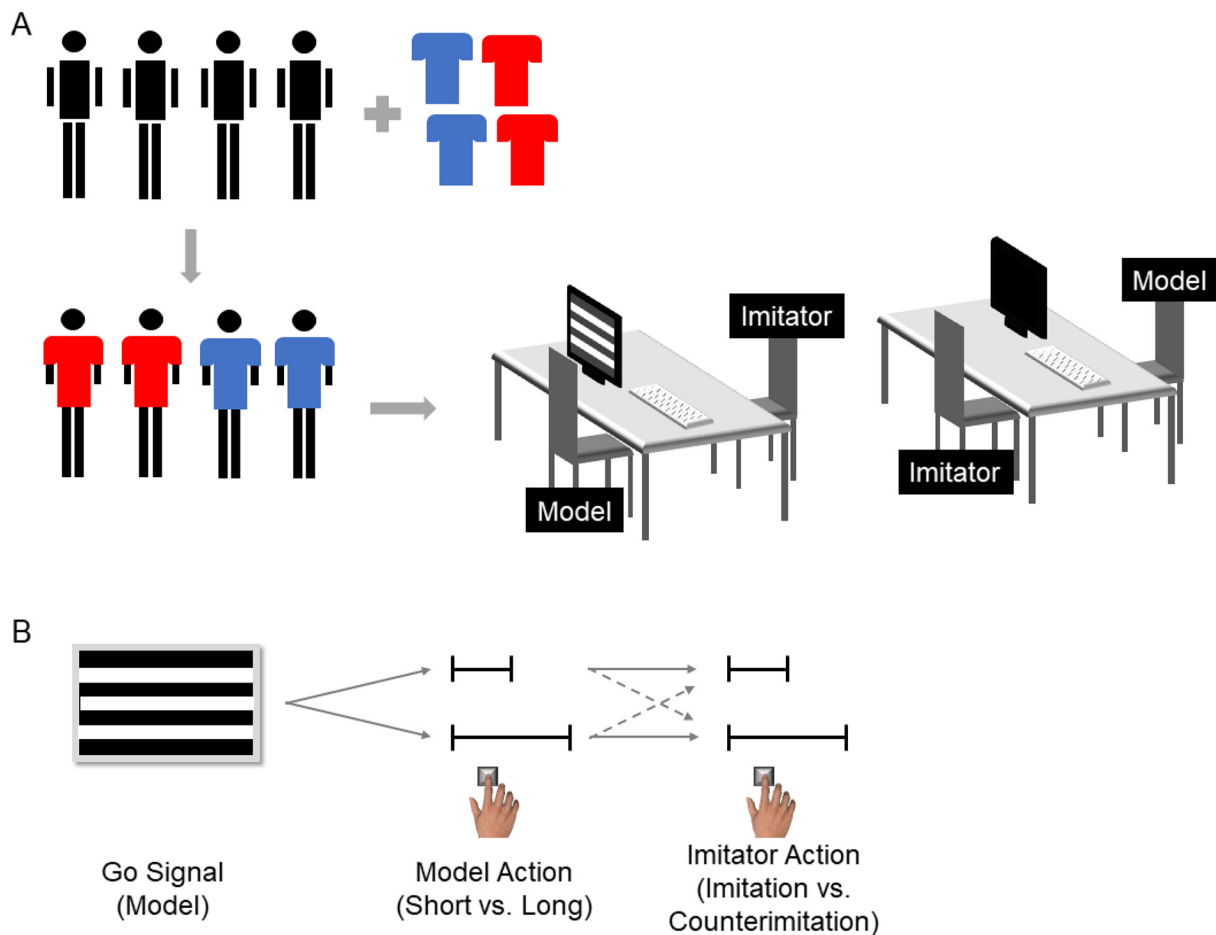 A
Imitator
Model
Model
Imitator
B
Go Signal
(Model)
Model Action
(Short vs. Long)
Imitator Action
(Imitation vs.
Counterimitation)